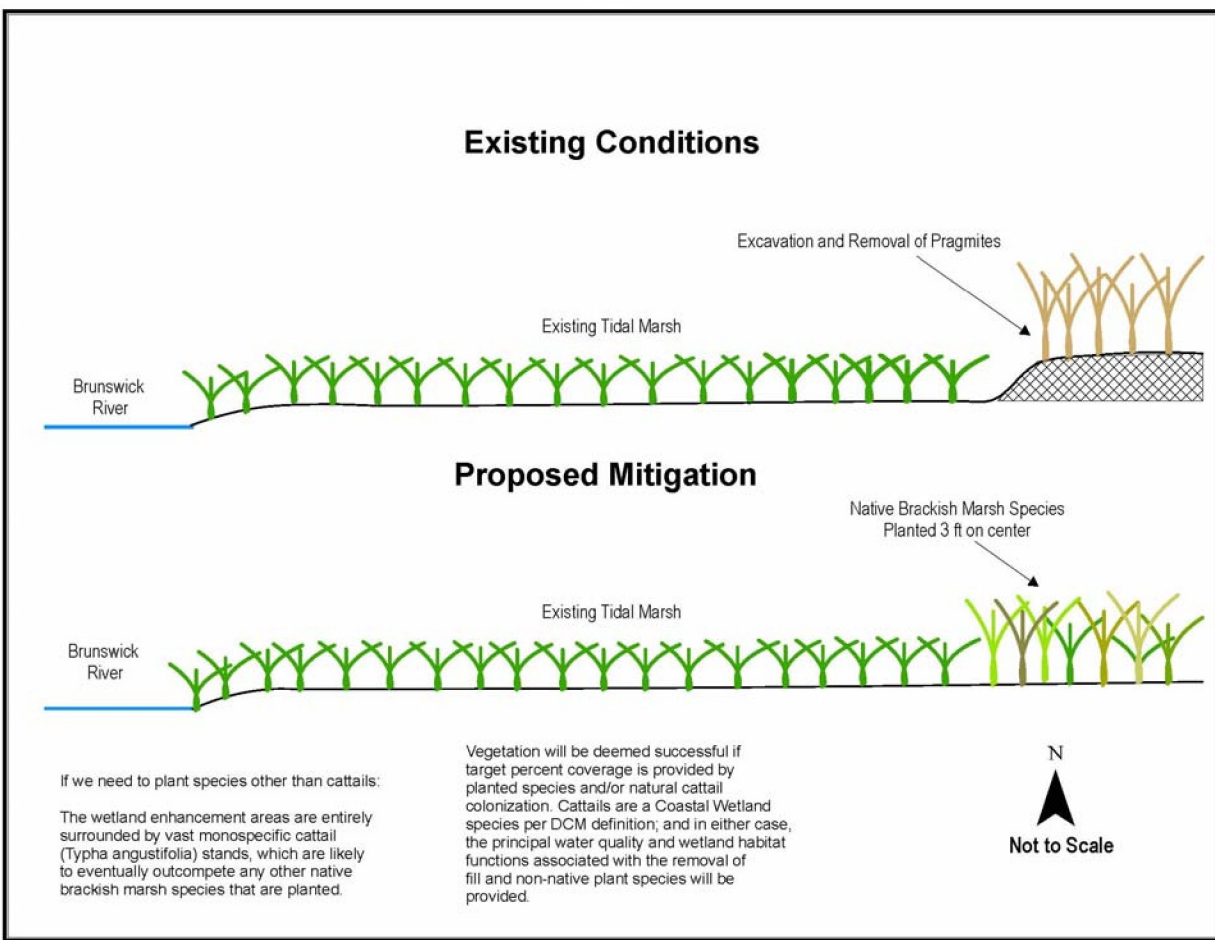 Existing Conditions
Excavation and Removal of Pragmites
Existing Tidal Marsh
Brunswick
River
Proposed Mitigation
Native Brackish Marsh Species
Planted 3 ft on center
Existing Tidal Marsh
Brunswick
River
If we need to plant species other than cattails:
The wetland enhancement areas are entirely
surrounded by vast monospecific cattail
(Typha angustifolia) stands, which are likely
to eventually outcompete any other native
brackish marsh species that are planted.
Vegetation will be deemed successful if
target percent coverage is provided by
planted species and/or natural cattail
colonization. Cattails are a Coastal Wetland
species per DCM definition; and in either case,
the principal water quality and wetland habitat
functions associated with the removal of
fill and non-native plant species will be
provided.
N
Not to Scale